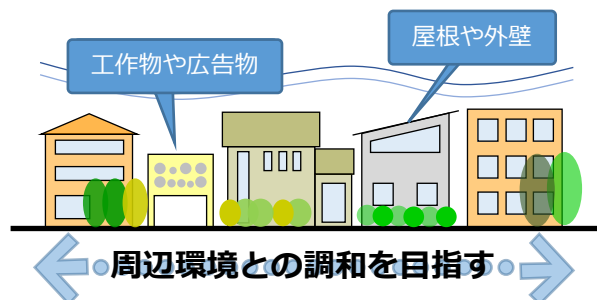 屋根や外壁
工作物や広告物
周辺環境との調和を目指す